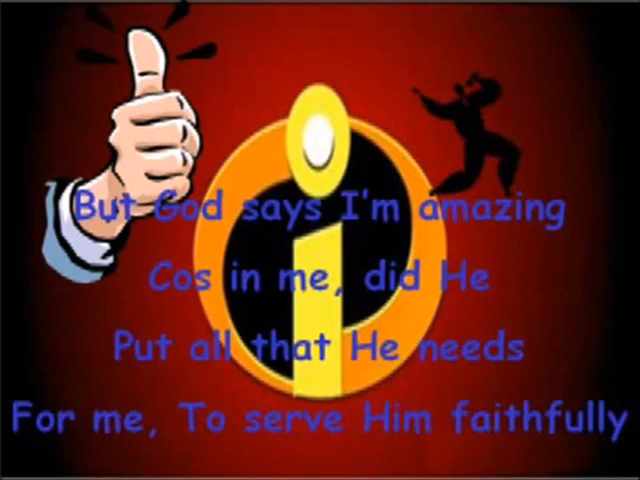 But God says I'm amazing
Cos in me, did He
Put all that He needs
For me, To serve Him faithfully